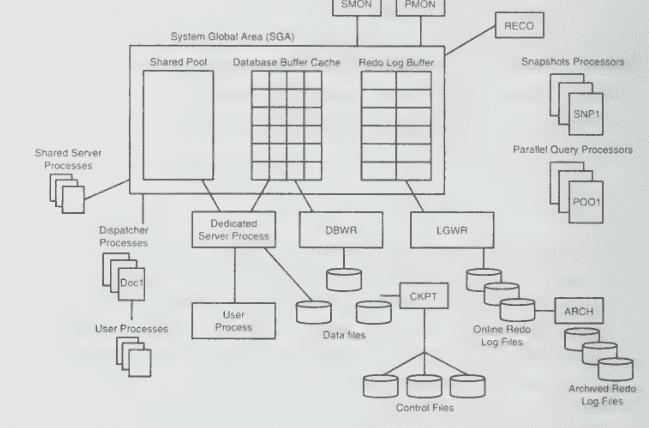 SMON
PMON
RECO
System Global Area (SGA)
Shared Pool
Database Buffer Cache
Redo Log Buffer
Snapshots Processors
SNP1
Shared Server
Processes
Parallel Query Processors
POO1
Dispatcher
Processes
Doc1
Dedicated
Server Process
DBWR
LGWR
User Processes
User
Process
Data files
CKPT
Online Redo
Log Files
ARCH
Control Files
Archived Redo
Log Files